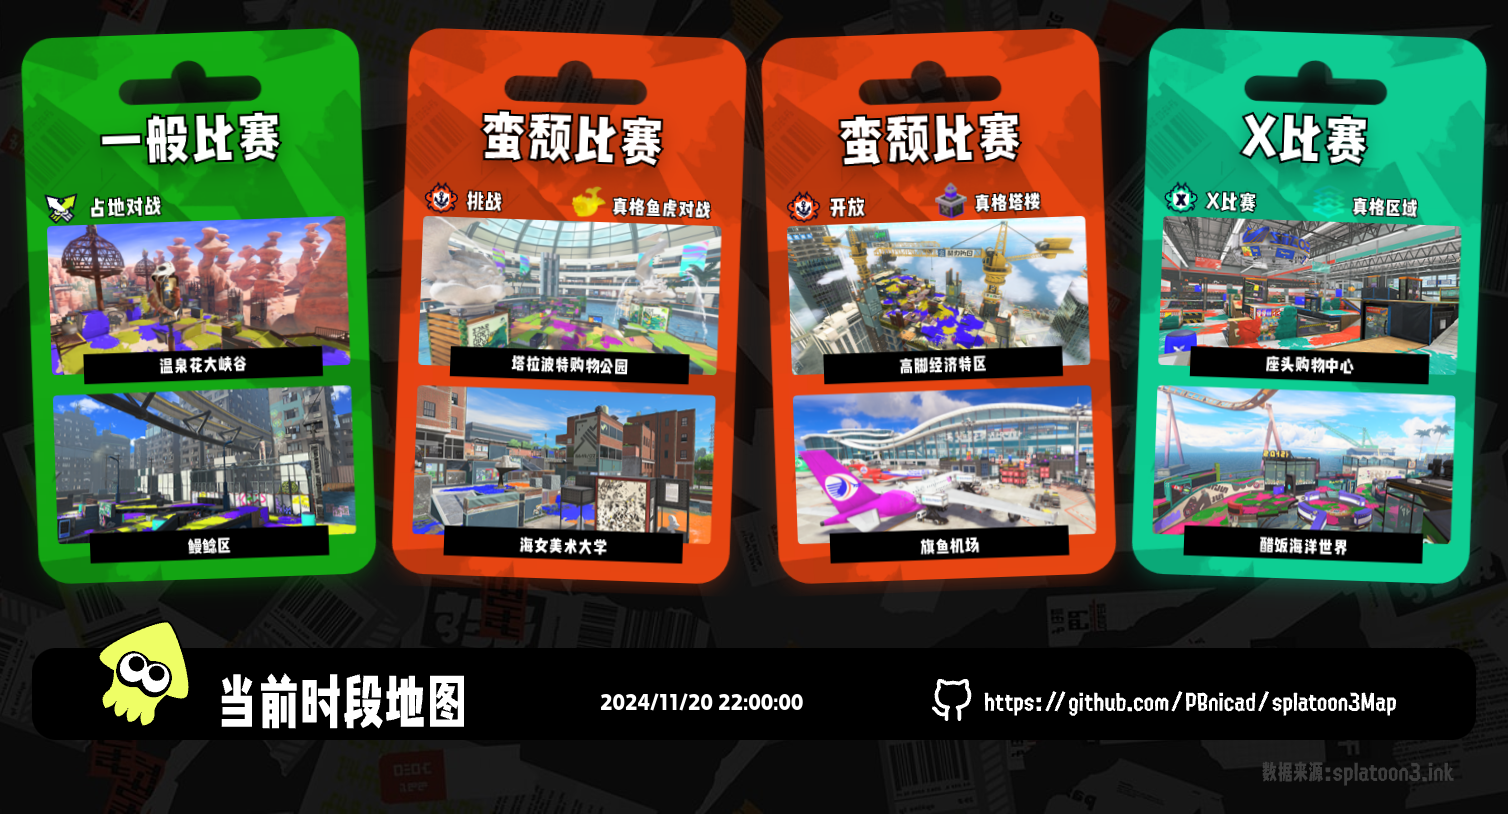 一般比赛
占地对战
温泉花大峡谷
鳗鲶区
蛮颓比赛
挑战
真格鱼虎对战
塔拉波特购物公园
海女美术大学
蛮颓比赛
开放
真格塔楼
高脚经济特区
旗鱼机场
X比赛
X比赛
真格区域
座头购物中心
醋饭海洋世界
当前时段地图
2024/11/20 22:00:00
https://github.com/PBnicad/splatoon3Map
数据来源:splatoon3.ink